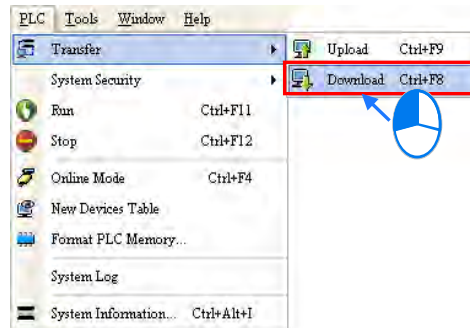 PLC Tools Window Help
Transfer Upload Ctrl+F9
System Security Download Ctrl+F8
Run Ctrl+F11
Stop Ctrl+F12
Online Mode Ctrl+F4
New Devices Table
Format PLC Memory...
System Log
System Information... Ctrl+Alt+I